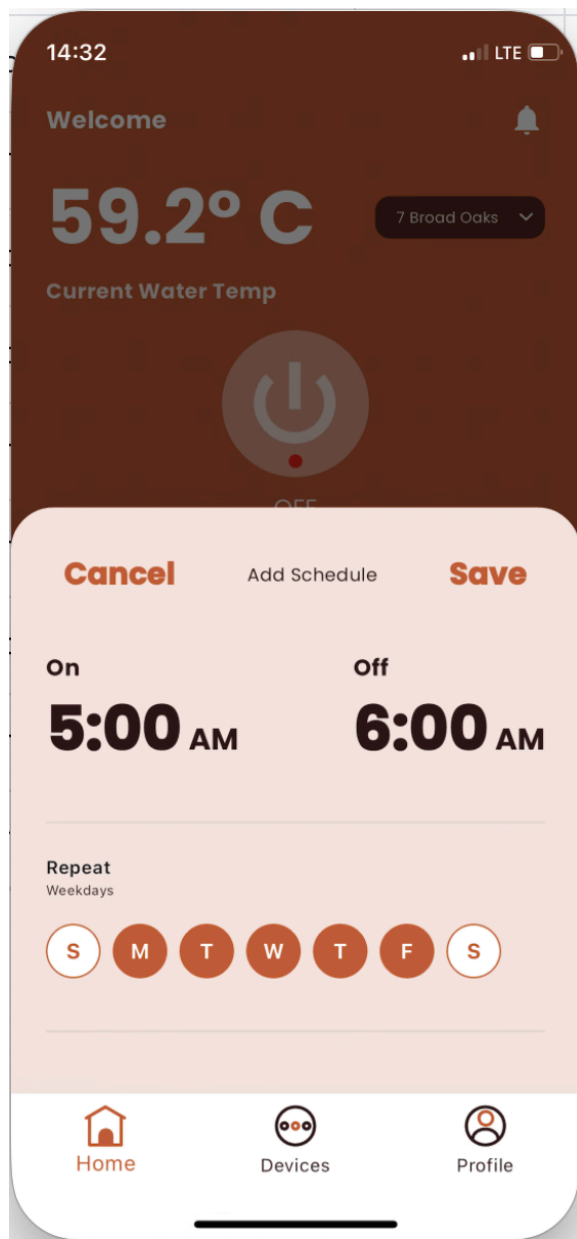 14:32 LTE
Welcome
59.2° C
7 Broad Oaks
Current Water Temp
OFF
Cancel Add Schedule Save
On Off
5:00 AM 6:00 AM
Repeat
Weekdays
S M T W T F S
Home Devices Profile